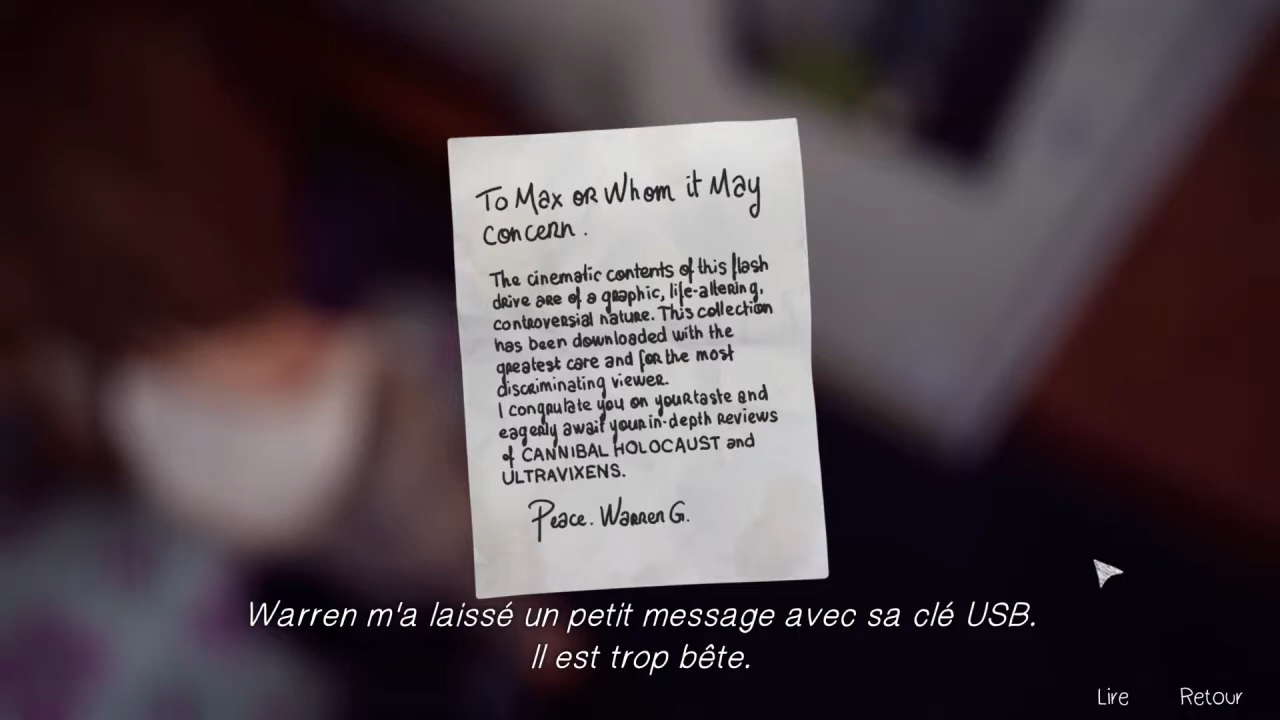 To Max or Whom it May
Concern.
The cinematic contents of this flash
drive are of a graphic, life-altering,
controversial nature. This collection
has been downloaded with the
greatest care and for the most
discriminating viewer.
I congrulate you on your taste and
eagerly await your in-depth reviews
of CANNIBAL HOLOCAUST and
ULTRAVIXENS.
Peace. Warren G.
Warren m'a laissé un petit message avec sa clé USB.
Il est trop bête.
Lire Retour